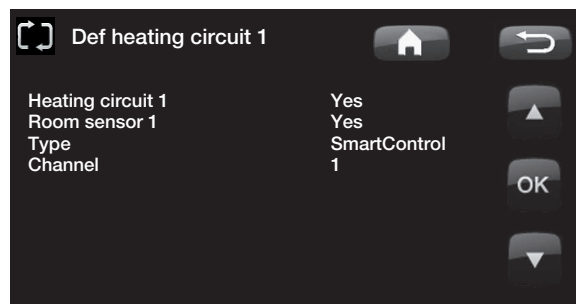 Def heating circuit 1
Heating circuit 1 Yes
Room sensor 1 Yes
Type SmartControl
Channel 1
OK